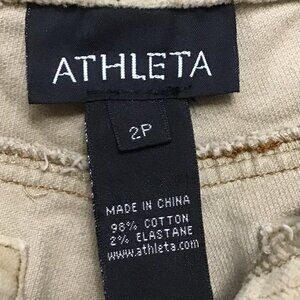 ATHLETA
2P
MADE IN CHINA
98% COTTON
2% ELASTANE
www.athleta.com